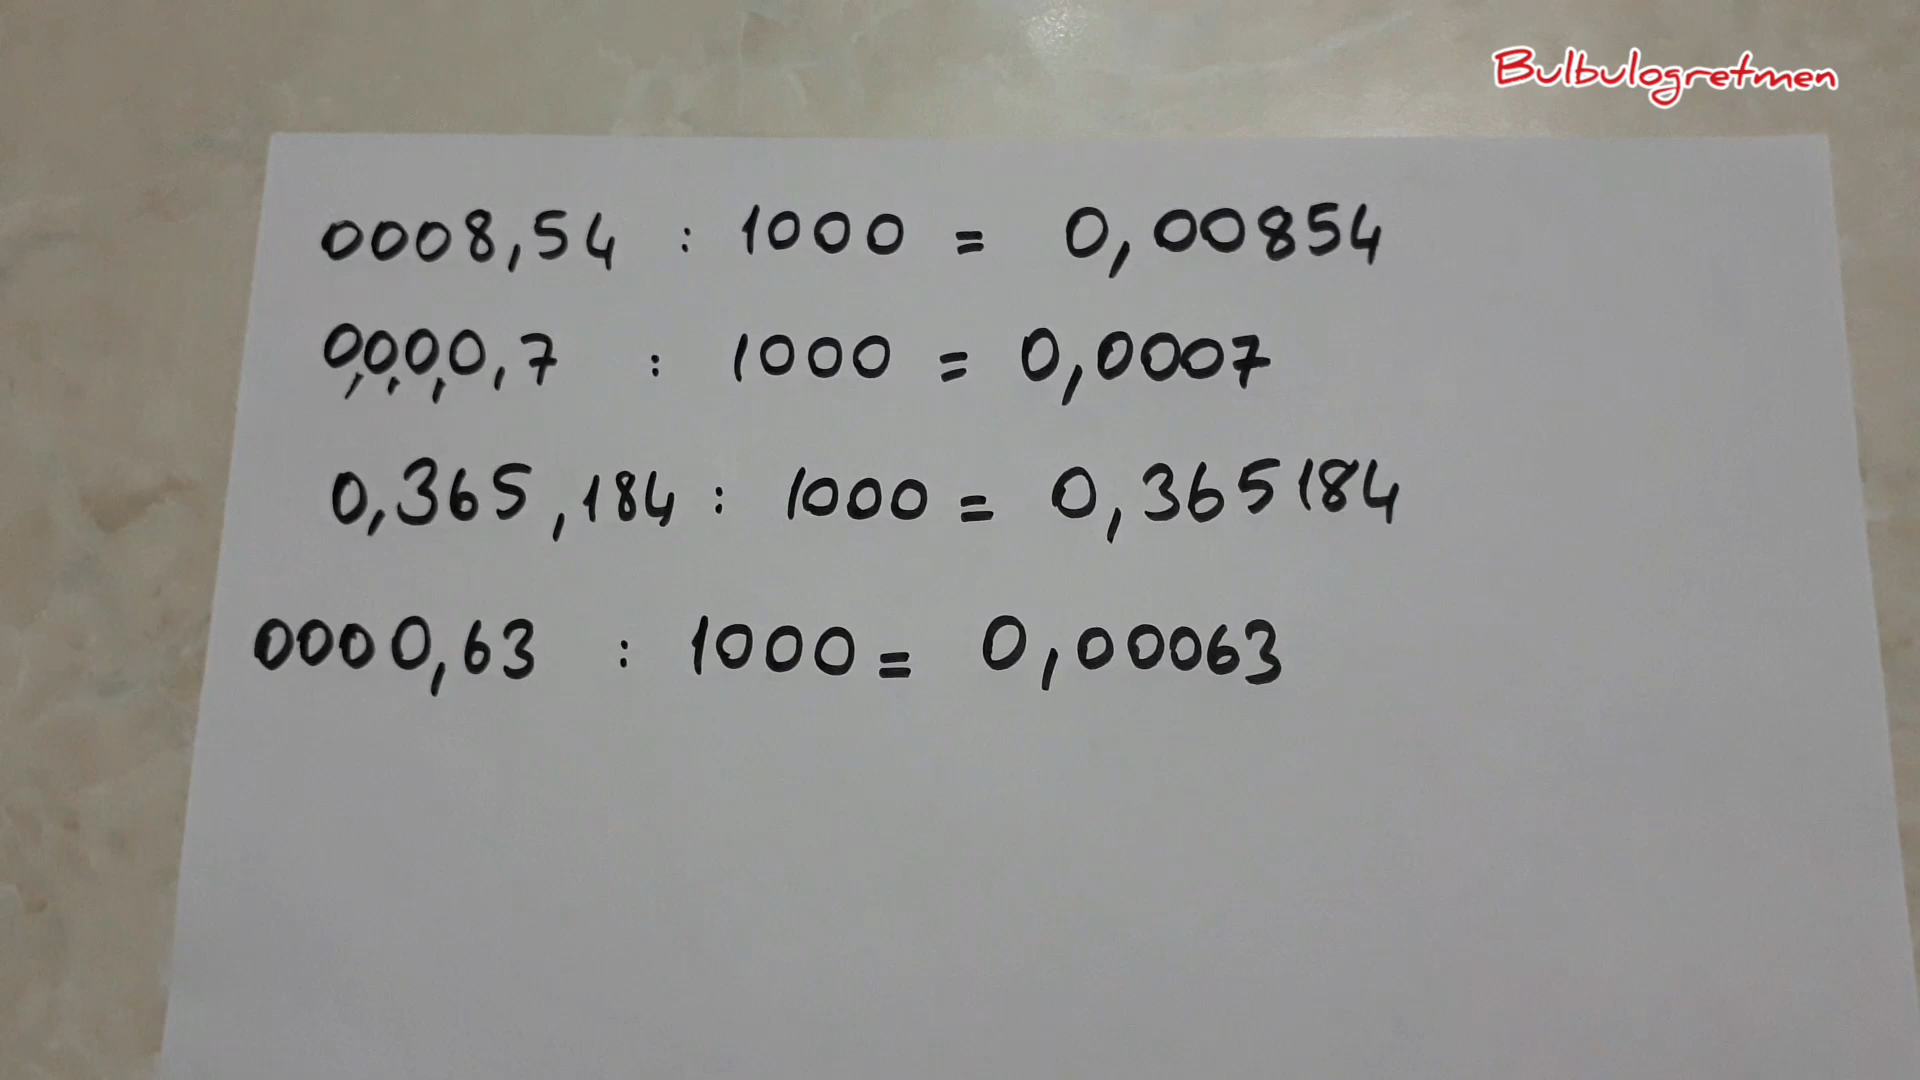 Bulbulogretmen
0008,54 : 1000 = 0,00854
0,0,0,0,7 : 1000 = 0,0007
0,365,184 : 1000 = 0,365184
0000,63 : 1000 = 0,00063